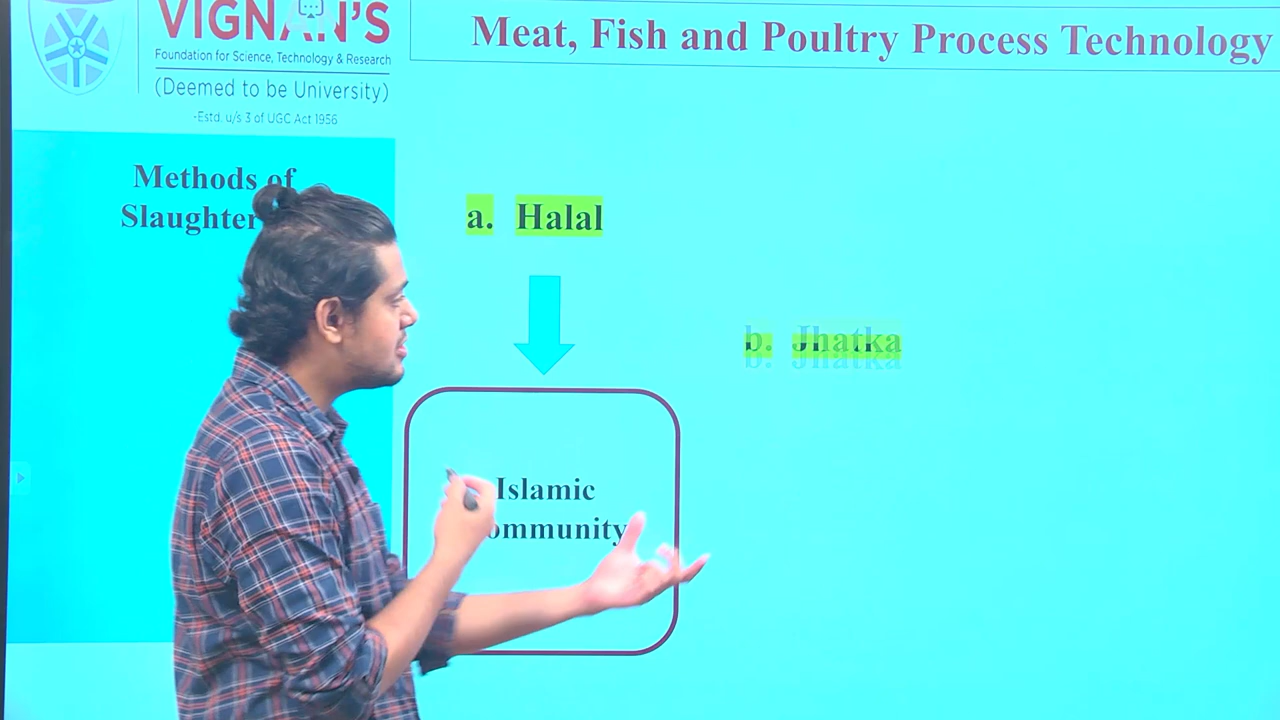 VIGNAN'S
Foundation for Science, Technology & Research
(Deemed to be University)
-Estd. u/s 3 of UGC Act 1956
Meat, Fish and Poultry Process Technology
Methods of
Slaughter
a. Halal
b. Jhatka
Islamic
ommunity